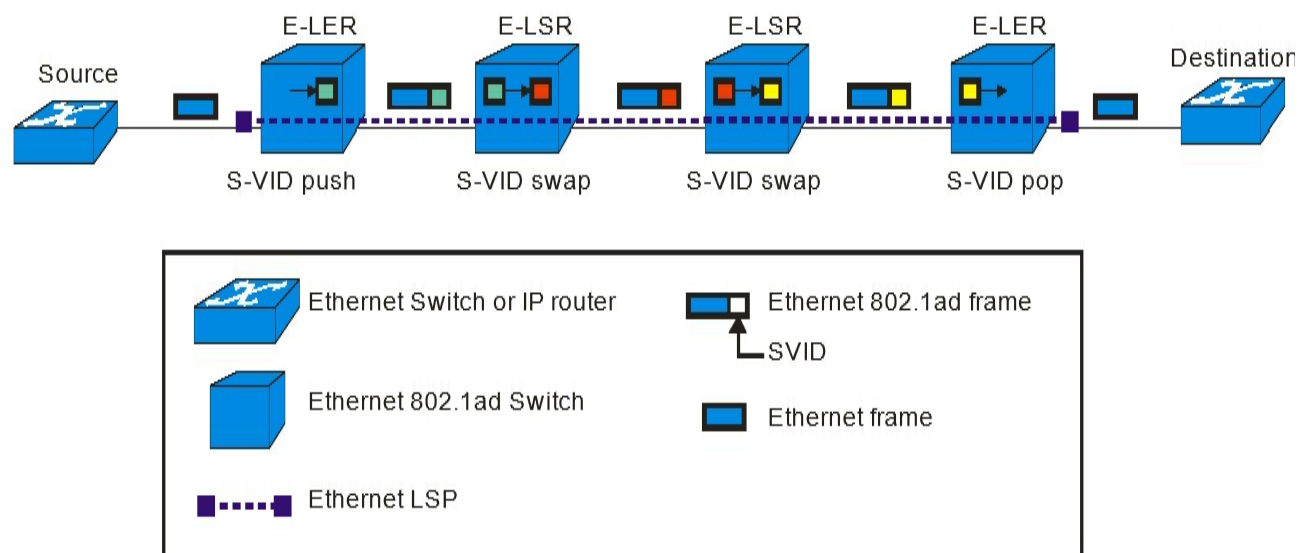 E-LER
E-LSR
E-LSR
E-LER
Source
Destination
S-VID push
S-VID swap
S-VID swap
S-VID pop
Ethernet Switch or IP router
Ethernet 802.1ad frame
SVID
Ethernet 802.1ad Switch
Ethernet frame
Ethernet LSP